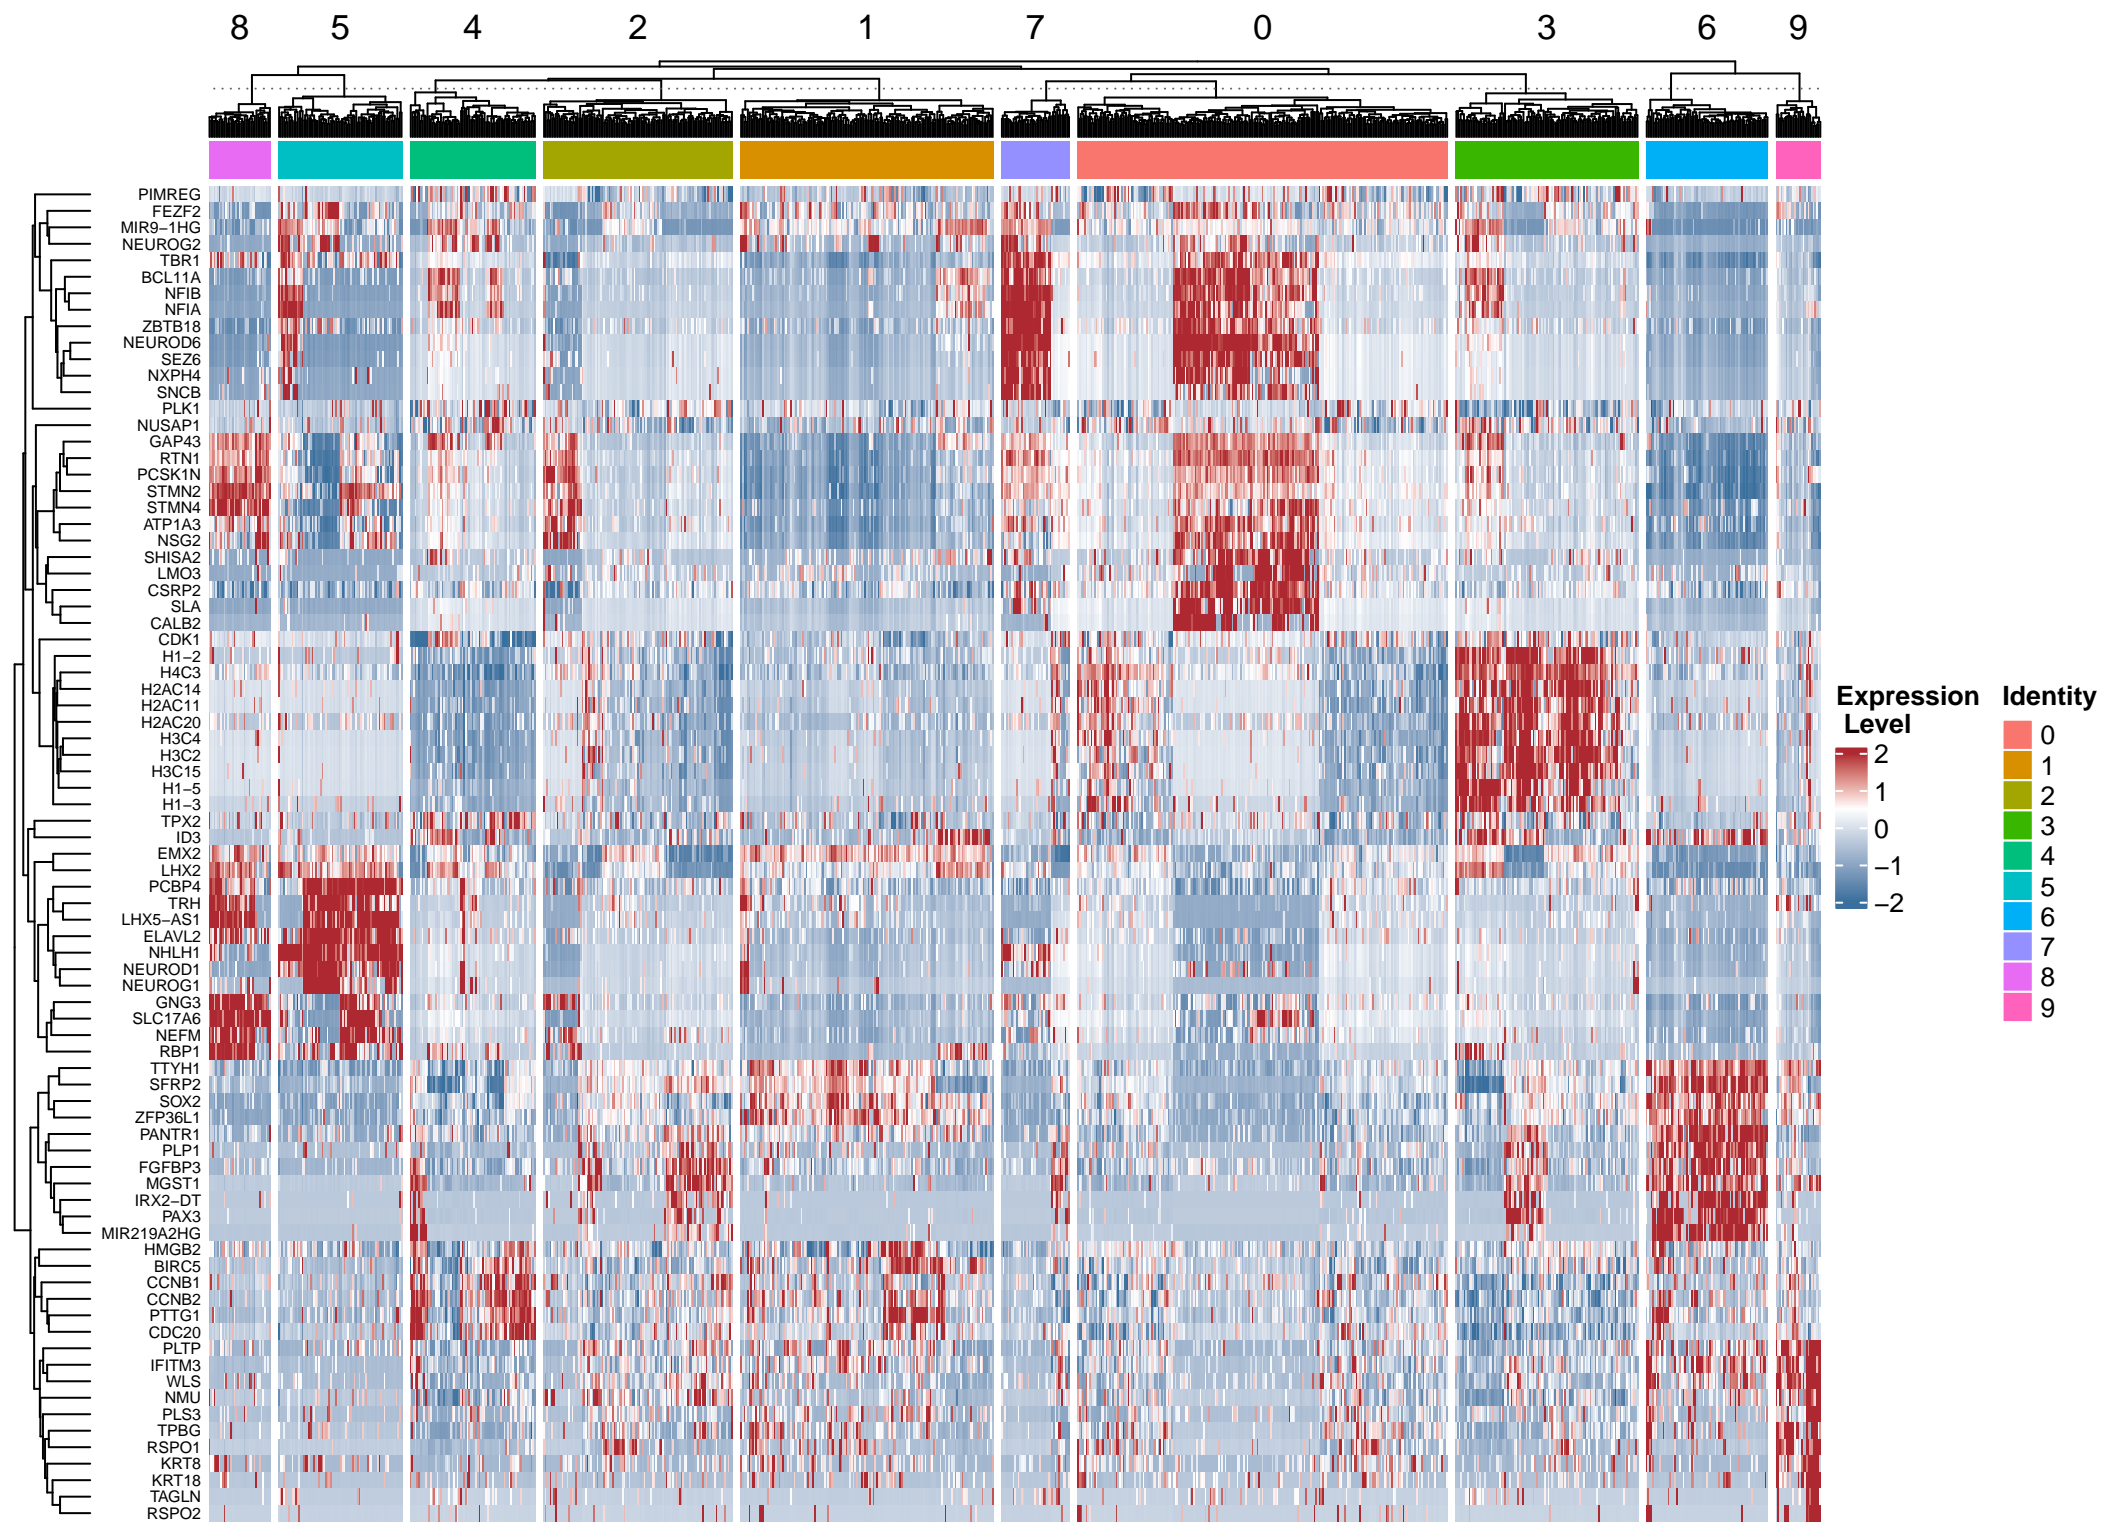 8 5 4 2 1 7 0 3 6 9
PIMREG
FEZF2
MIR9−1HG
NEUROG2
TBR1
BCL11A
NFIB
NFIA
ZBTB18
NEUROD6
SEZ6
NXPH4
SNCB
PLK1
NUSAP1
GAP43
RTN1
PCSK1N
STMN2
STMN4
ATP1A3
NSG2
SHISA2
LMO3
CSRP2
SLA
CALB2
CDK1
H1−2
H4C3
H2AC14
H2AC11
H2AC20
H3C4
H3C2
H3C15
H1−5
H1−3
TPX2
ID3
EMX2
LHX2
PCBP4
TRH
LHX5−AS1
ELAVL2
NHLH1
NEUROD1
NEUROG1
GNG3
SLC17A6
NEFM
RBP1
TTYH1
SFRP2
SOX2
ZFP36L1
PANTR1
PLP1
FGFBP3
MGST1
IRX2−DT
PAX3
MIR219A2HG
HMGB2
BIRC5
CCNB1
CCNB2
PTTG1
CDC20
PLTP
IFITM3
WLS
NMU
PLS3
TPBG
RSPO1
KRT8
KRT18
TAGLN
RSPO2
Expression
Level
2
1
0
−1
−2
Identity
0
1
2
3
4
5
6
7
8
9